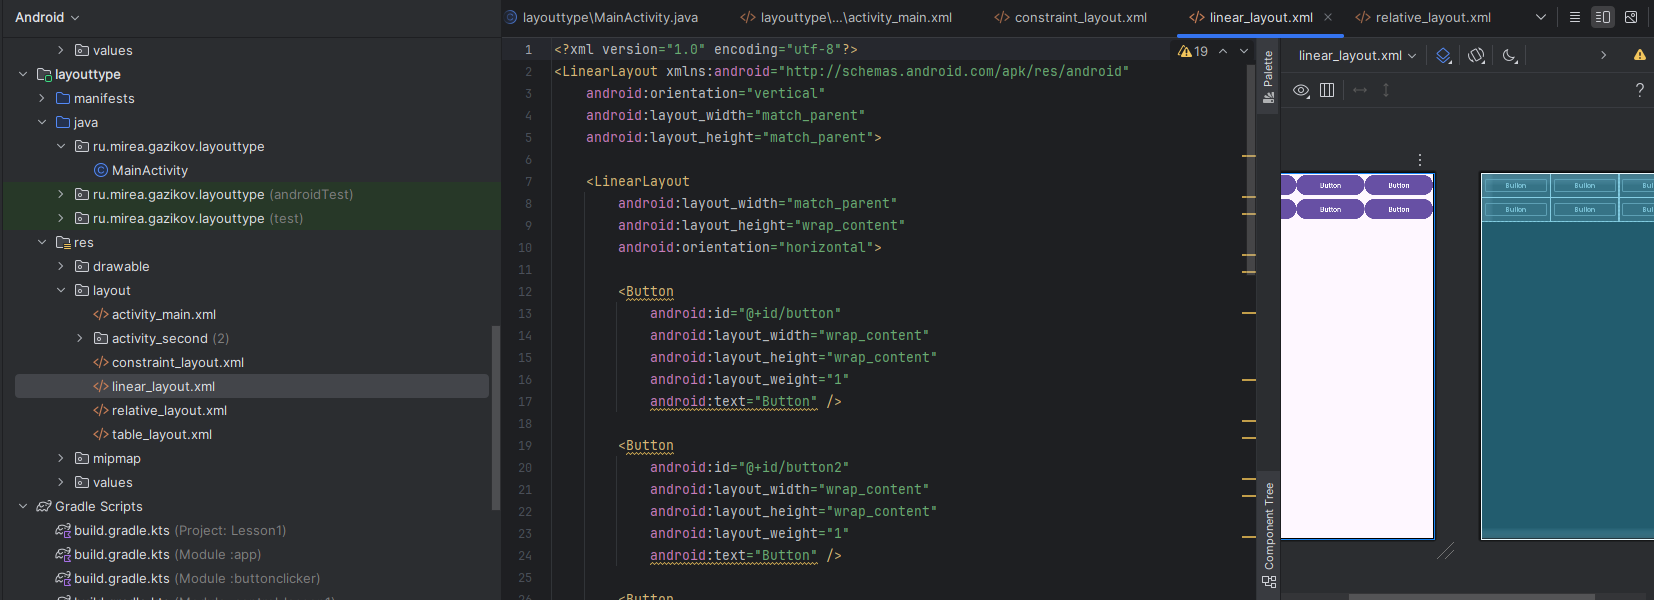 Android
values
layouttype
manifests
java
ru.mirea.gazikov.layouttype
MainActivity
ru.mirea.gazikov.layouttype (androidTest)
ru.mirea.gazikov.layouttype (test)
res
drawable
layout
activity_main.xml
activity_second (2)
constraint_layout.xml
linear_layout.xml
relative_layout.xml
table_layout.xml
mipmap
values
Gradle Scripts
build.gradle.kts (Project: Lesson1)
build.gradle.kts (Module :app)
build.gradle.kts (Module :buttonclicker)
layouttype\MainActivity.java
layouttype\...\activity_main.xml
constraint_layout.xml
linear_layout.xml
relative_layout.xml
19
1 <?xml version="1.0" encoding="utf-8"?>
2 <LinearLayout xmlns:android="http://schemas.android.com/apk/res/android"
3 android:orientation="vertical"
4 android:layout_width="match_parent"
5 android:layout_height="match_parent">
6
7 <LinearLayout
8 android:layout_width="match_parent"
9 android:layout_height="wrap_content"
10 android:orientation="horizontal">
11
12 <Button
13 android:id="@+id/button"
14 android:layout_width="wrap_content"
15 android:layout_height="wrap_content"
16 android:layout_weight="1"
17 android:text="Button" />
18
19 <Button
20 android:id="@+id/button2"
21 android:layout_width="wrap_content"
22 android:layout_height="wrap_content"
23 android:layout_weight="1"
24 android:text="Button" />
25
26 <Button
Palette
Component Tree
linear_layout.xml
?
Button Button
Button Button
Button Button
Button Button